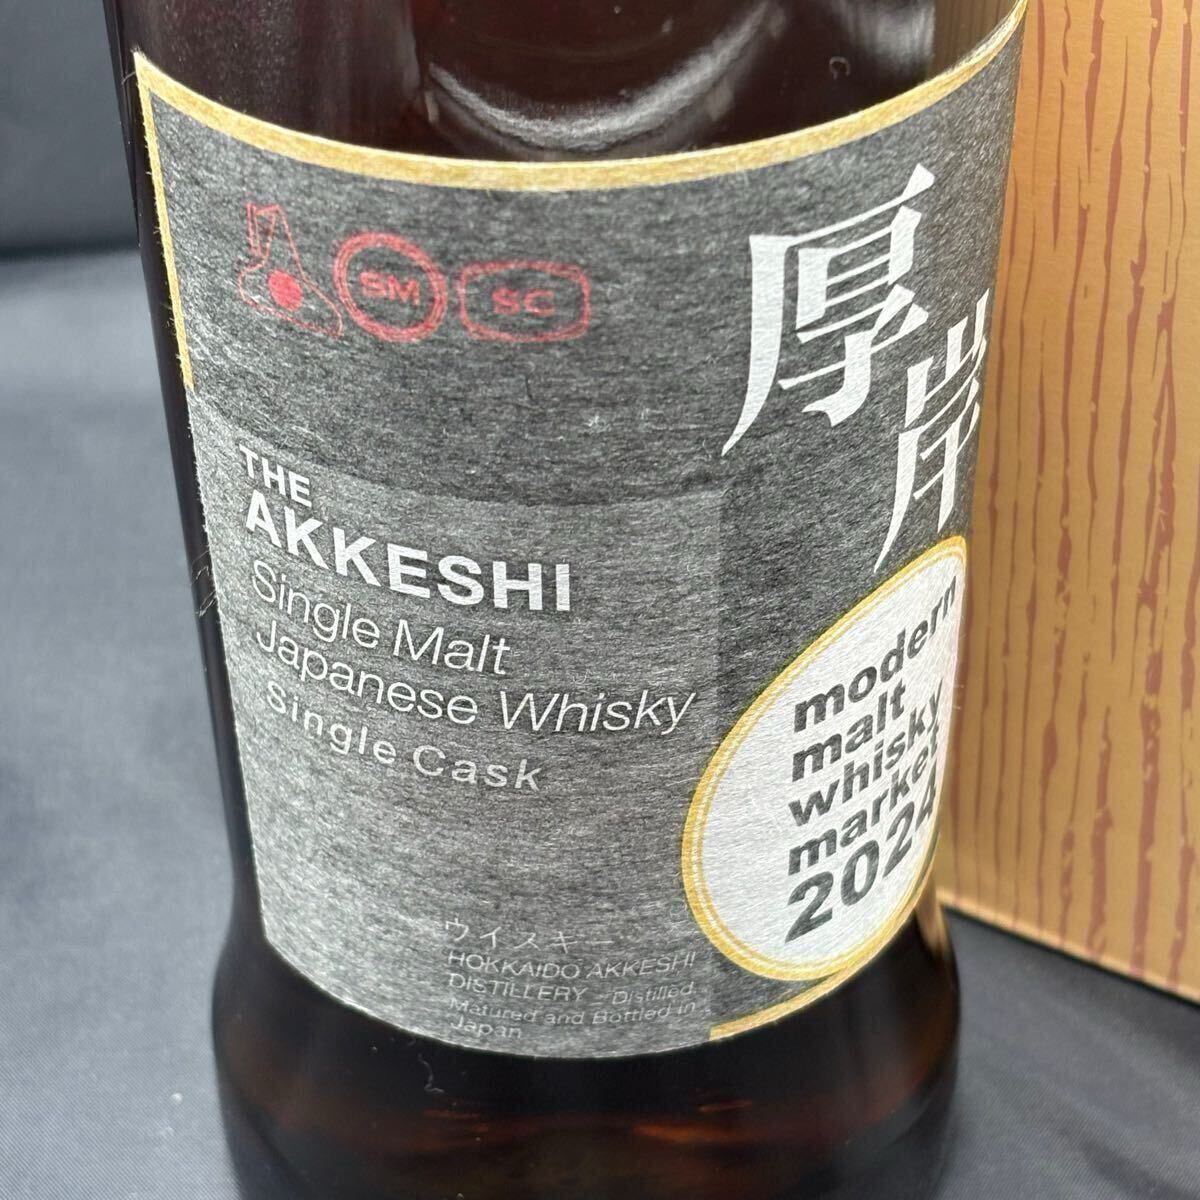 SM
SC
厚岸
THE
AKKESHI
Single Malt
Japanese Whisky
Single Cask
modern
malt
whisky
market
2024
ウイスキー
HOKKAIDO AKKESHI
DISTILLERY - Distilled,
Matured and Bottled in
Japan